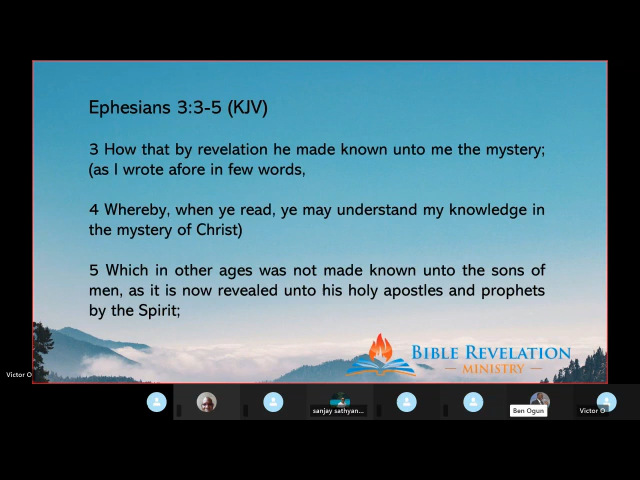 Ephesians 3:3-5 (KJV)
3 How that by revelation he made known unto me the mystery;
(as I wrote afore in few words,
4 Whereby, when ye read, ye may understand my knowledge in
the mystery of Christ)
5 Which in other ages was not made known unto the sons of
men, as it is now revealed unto his holy apostles and prophets
by the Spirit;
BIBLE REVELATION
MINISTRY
Victor O
sanjay sathyan...
Ben Ogun
Victor O